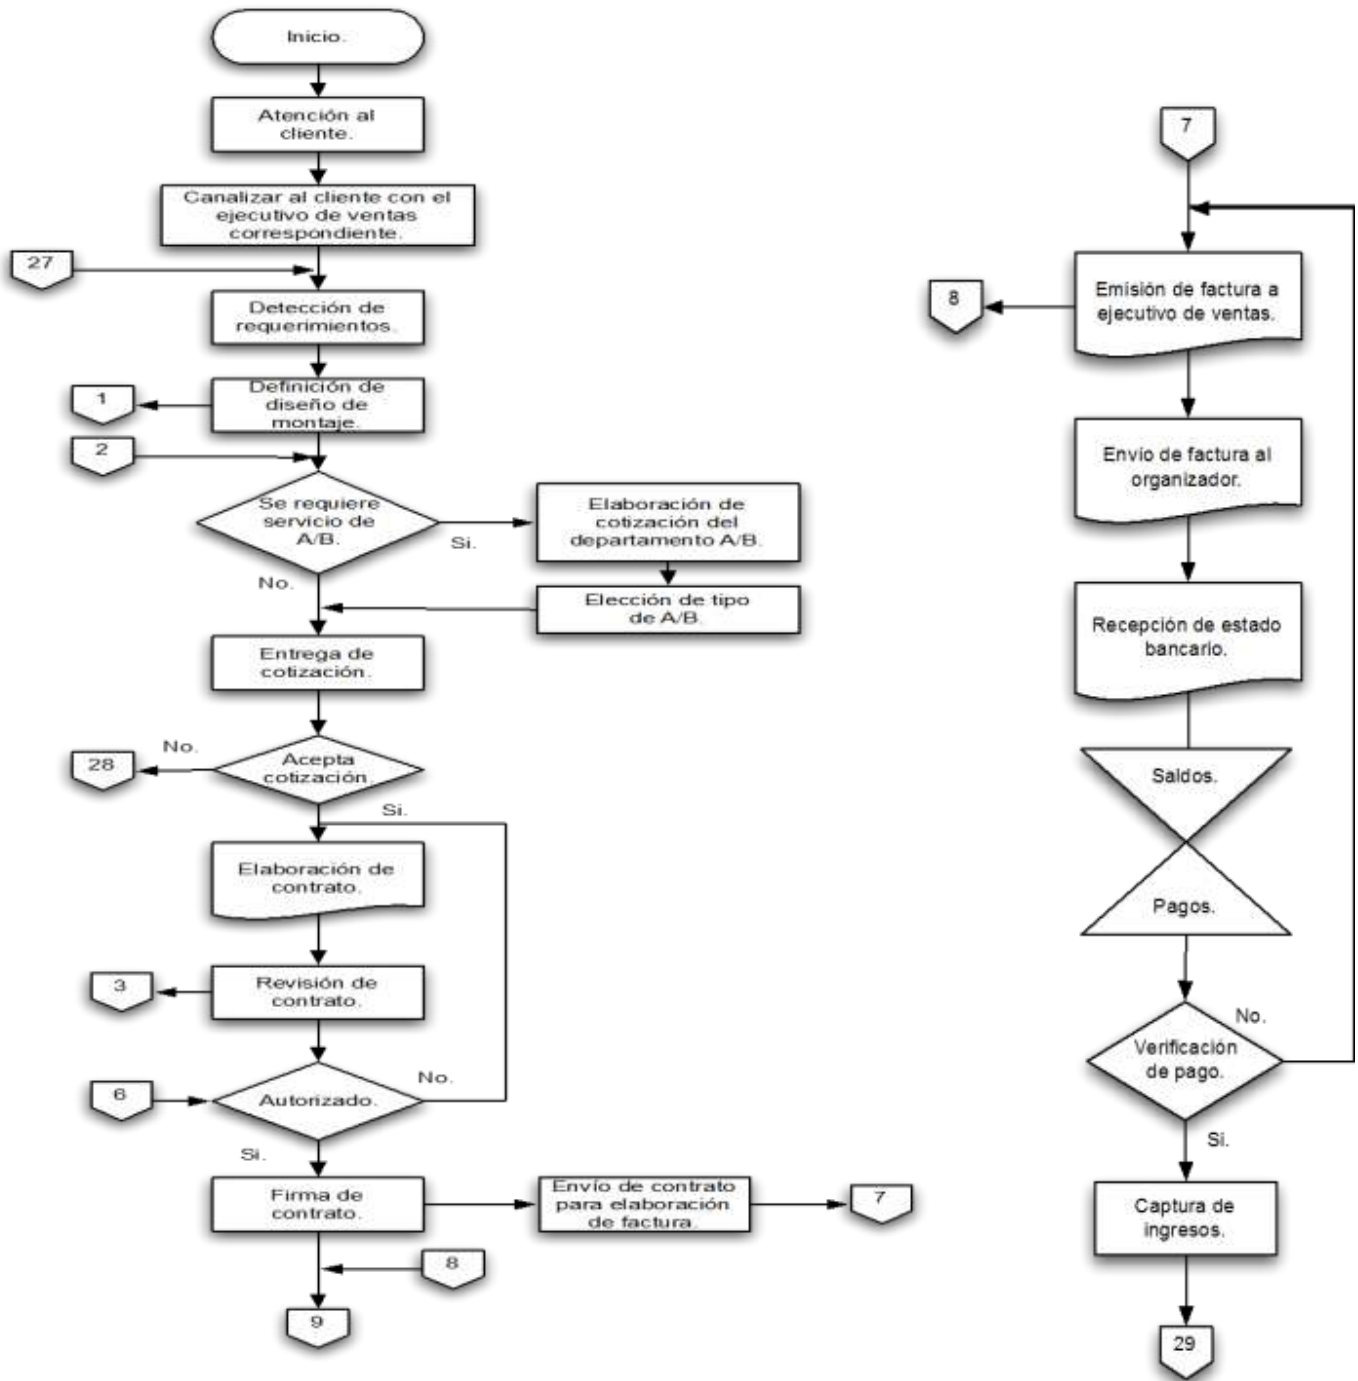 Inicio.
Atención al
cliente.
Canalizar al cliente con el
ejecutivo de ventas
correspondiente.
27
Detección de
requerimientos.
1
Definición de
diseño de
montaje.
2
Se requiere
servicio de
A/B.
Si.
No.
Elaboración de
cotización del
departamento A/B.
Elección de tipo
de A/B.
Entrega de
cotización.
No.
28
Acepta
cotización
Si.
Elaboración de
contrato.
3
Revisión de
contrato.
6
Autorizado.
No.
Si.
Firma de
contrato.
Envío de contrato
para elaboración
de factura.
7
8
9
7
8
Emisión de factura a
ejecutivo de ventas.
Envío de factura al
organizador.
Recepción de estado
bancario.
Saldos.
Pagos.
No.
Verificación
de pago.
Si.
Captura de
ingresos.
29